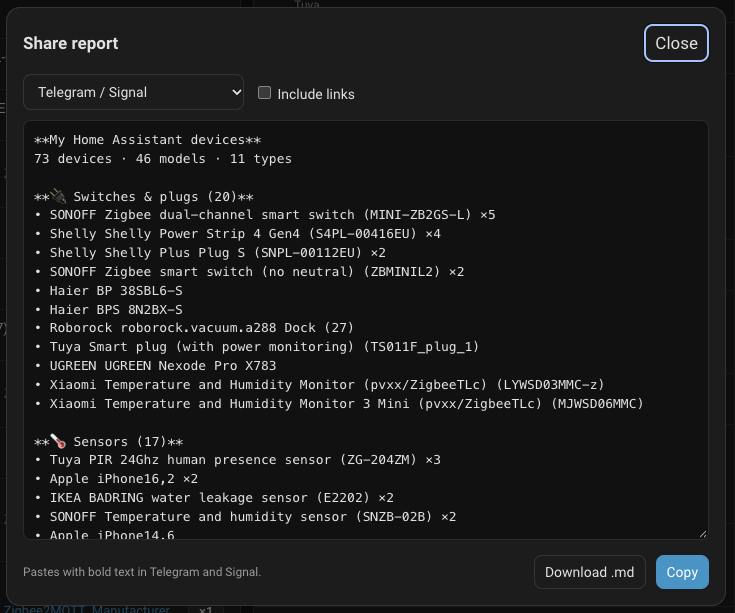 Tuya
Share report
Close
Telegram / Signal
Include links
**My Home Assistant devices**
73 devices · 46 models · 11 types
**🔌 Switches & plugs (20)**
• SONOFF Zigbee dual-channel smart switch (MINI-ZB2GS-L) ×5
• Shelly Shelly Power Strip 4 Gen4 (S4PL-00416EU) ×4
• Shelly Shelly Plus Plug S (SNPL-00112EU) ×2
• SONOFF Zigbee smart switch (no neutral) (ZBMINIL2) ×2
• Haier BP 38SBL6-S
• Haier BPS 8N2BX-S
• Roborock roborock.vacuum.a288 Dock (27)
• Tuya Smart plug (with power monitoring) (TS011F_plug_1)
• UGREEN UGREEN Nexode Pro X783
• Xiaomi Temperature and Humidity Monitor (pvxx/ZigbeeTLc) (LYWSD03MMC-z)
• Xiaomi Temperature and Humidity Monitor 3 Mini (pvxx/ZigbeeTLc) (MJWSD06MMC)
**🌡️ Sensors (17)**
• Tuya PIR 24Ghz human presence sensor (ZG-204ZM) ×3
• Apple iPhone16,2 ×2
• IKEA BADRING water leakage sensor (E2202) ×2
• SONOFF Temperature and humidity sensor (SNZB-02B) ×2
• Apple iPhone14,6
Pastes with bold text in Telegram and Signal.
Download .md
Copy
Zigbee2MQTT Manufacturer ×1